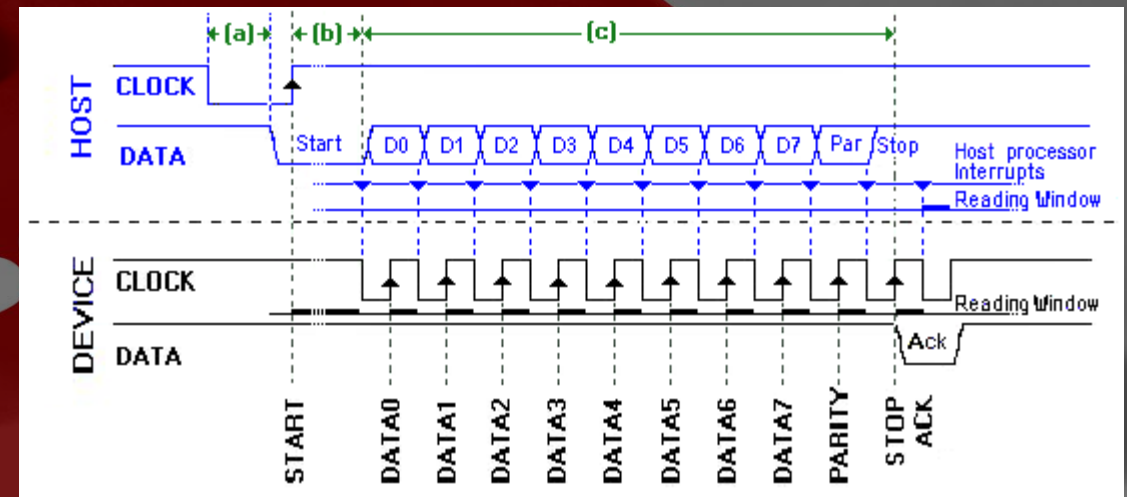 (a)
(b)
(c)
HOST
CLOCK
DATA
Start
D0
D1
D2
D3
D4
D5
D6
D7
Par
Stop
Host processor
Interrupts
Reading Window
DEVICE
CLOCK
Reading Window
DATA
Ack
START
DATA0
DATA1
DATA2
DATA3
DATA4
DATA5
DATA6
DATA7
PARITY
STOP
ACK